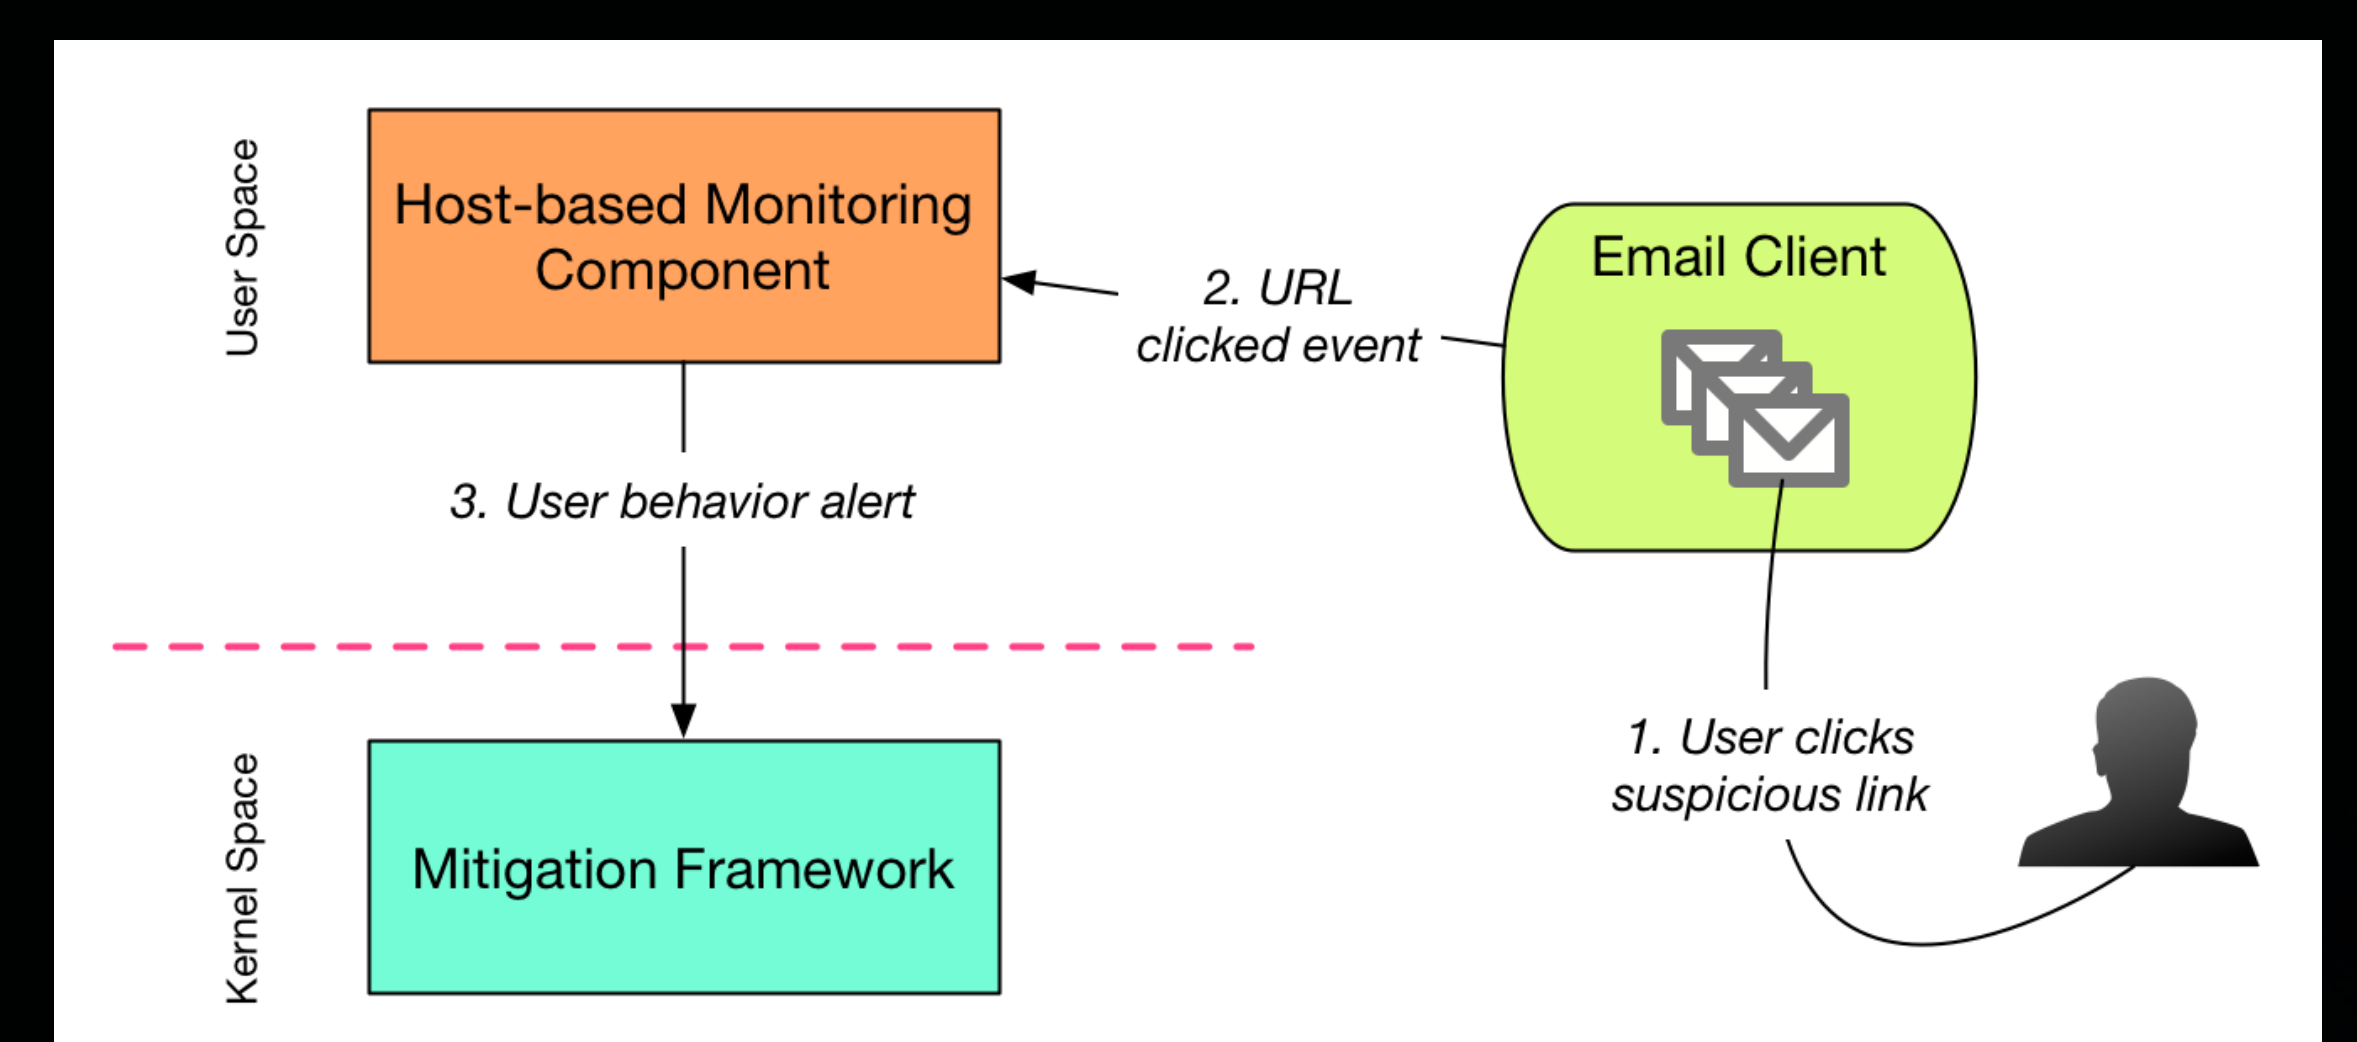 User Space
Host-based Monitoring
Component
2. URL
clicked event
Email Client
3. User behavior alert
1. User clicks
suspicious link
Kernel Space
Mitigation Framework